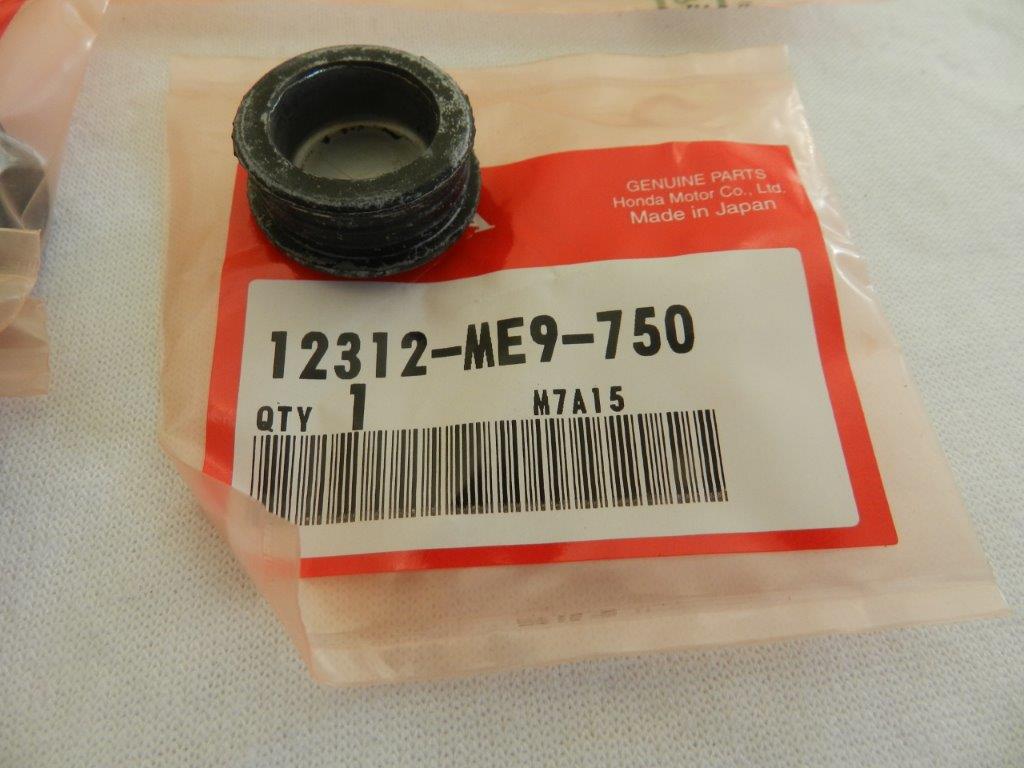 GENUINE PARTS
Honda Motor Co., Ltd.
Made in Japan
12312-ME9-750
QTY 1 M7A15